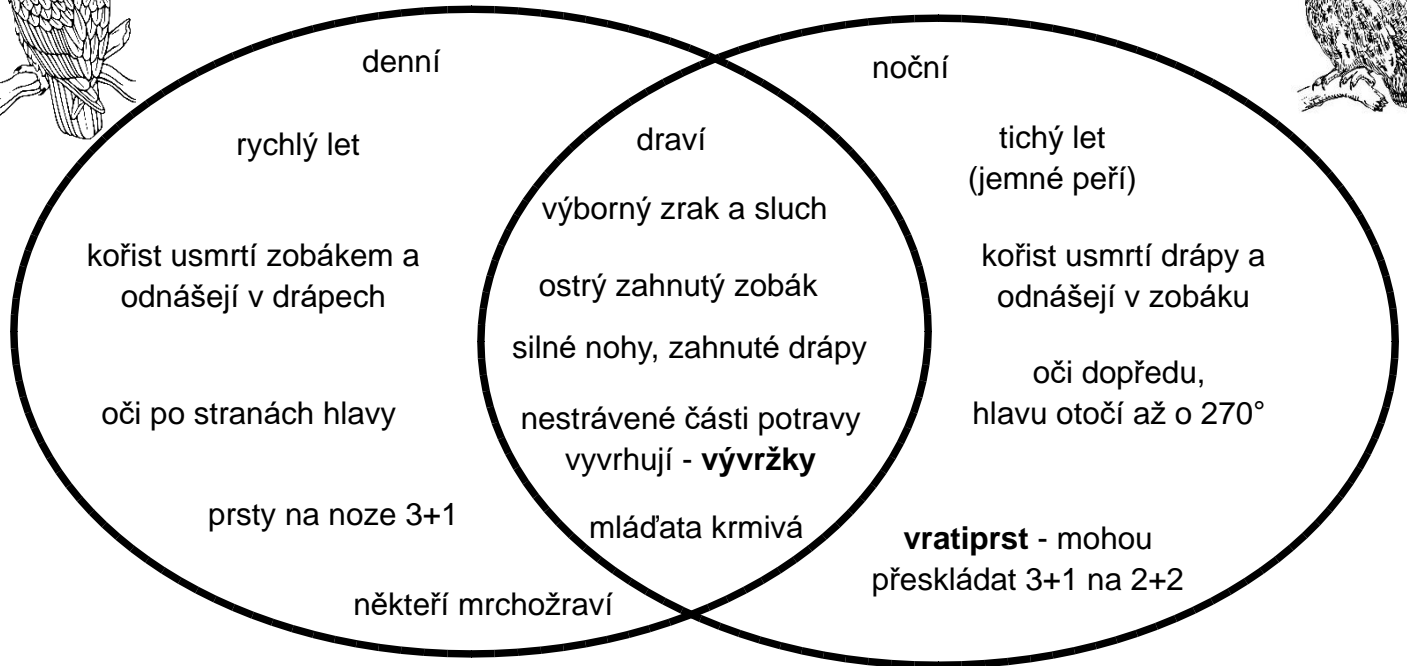 denní
rychlý let
kořist usmrtí zobákem a
odnášejí v drápech
oči po stranách hlavy
prsty na noze 3+1
někteří mrchožraví
draví
výborný zrak a sluch
ostrý zahnutý zobák
silné nohy, zahnuté drápy
nestrávené části potravy
vyvrhují - vývržky
mláďata krmivá
noční
tichý let
(jemné peří)
kořist usmrtí drápy a
odnášejí v zobáku
oči dopředu,
hlavu otočí až o 270°
vratiprst - mohou
přeskládat 3+1 na 2+2